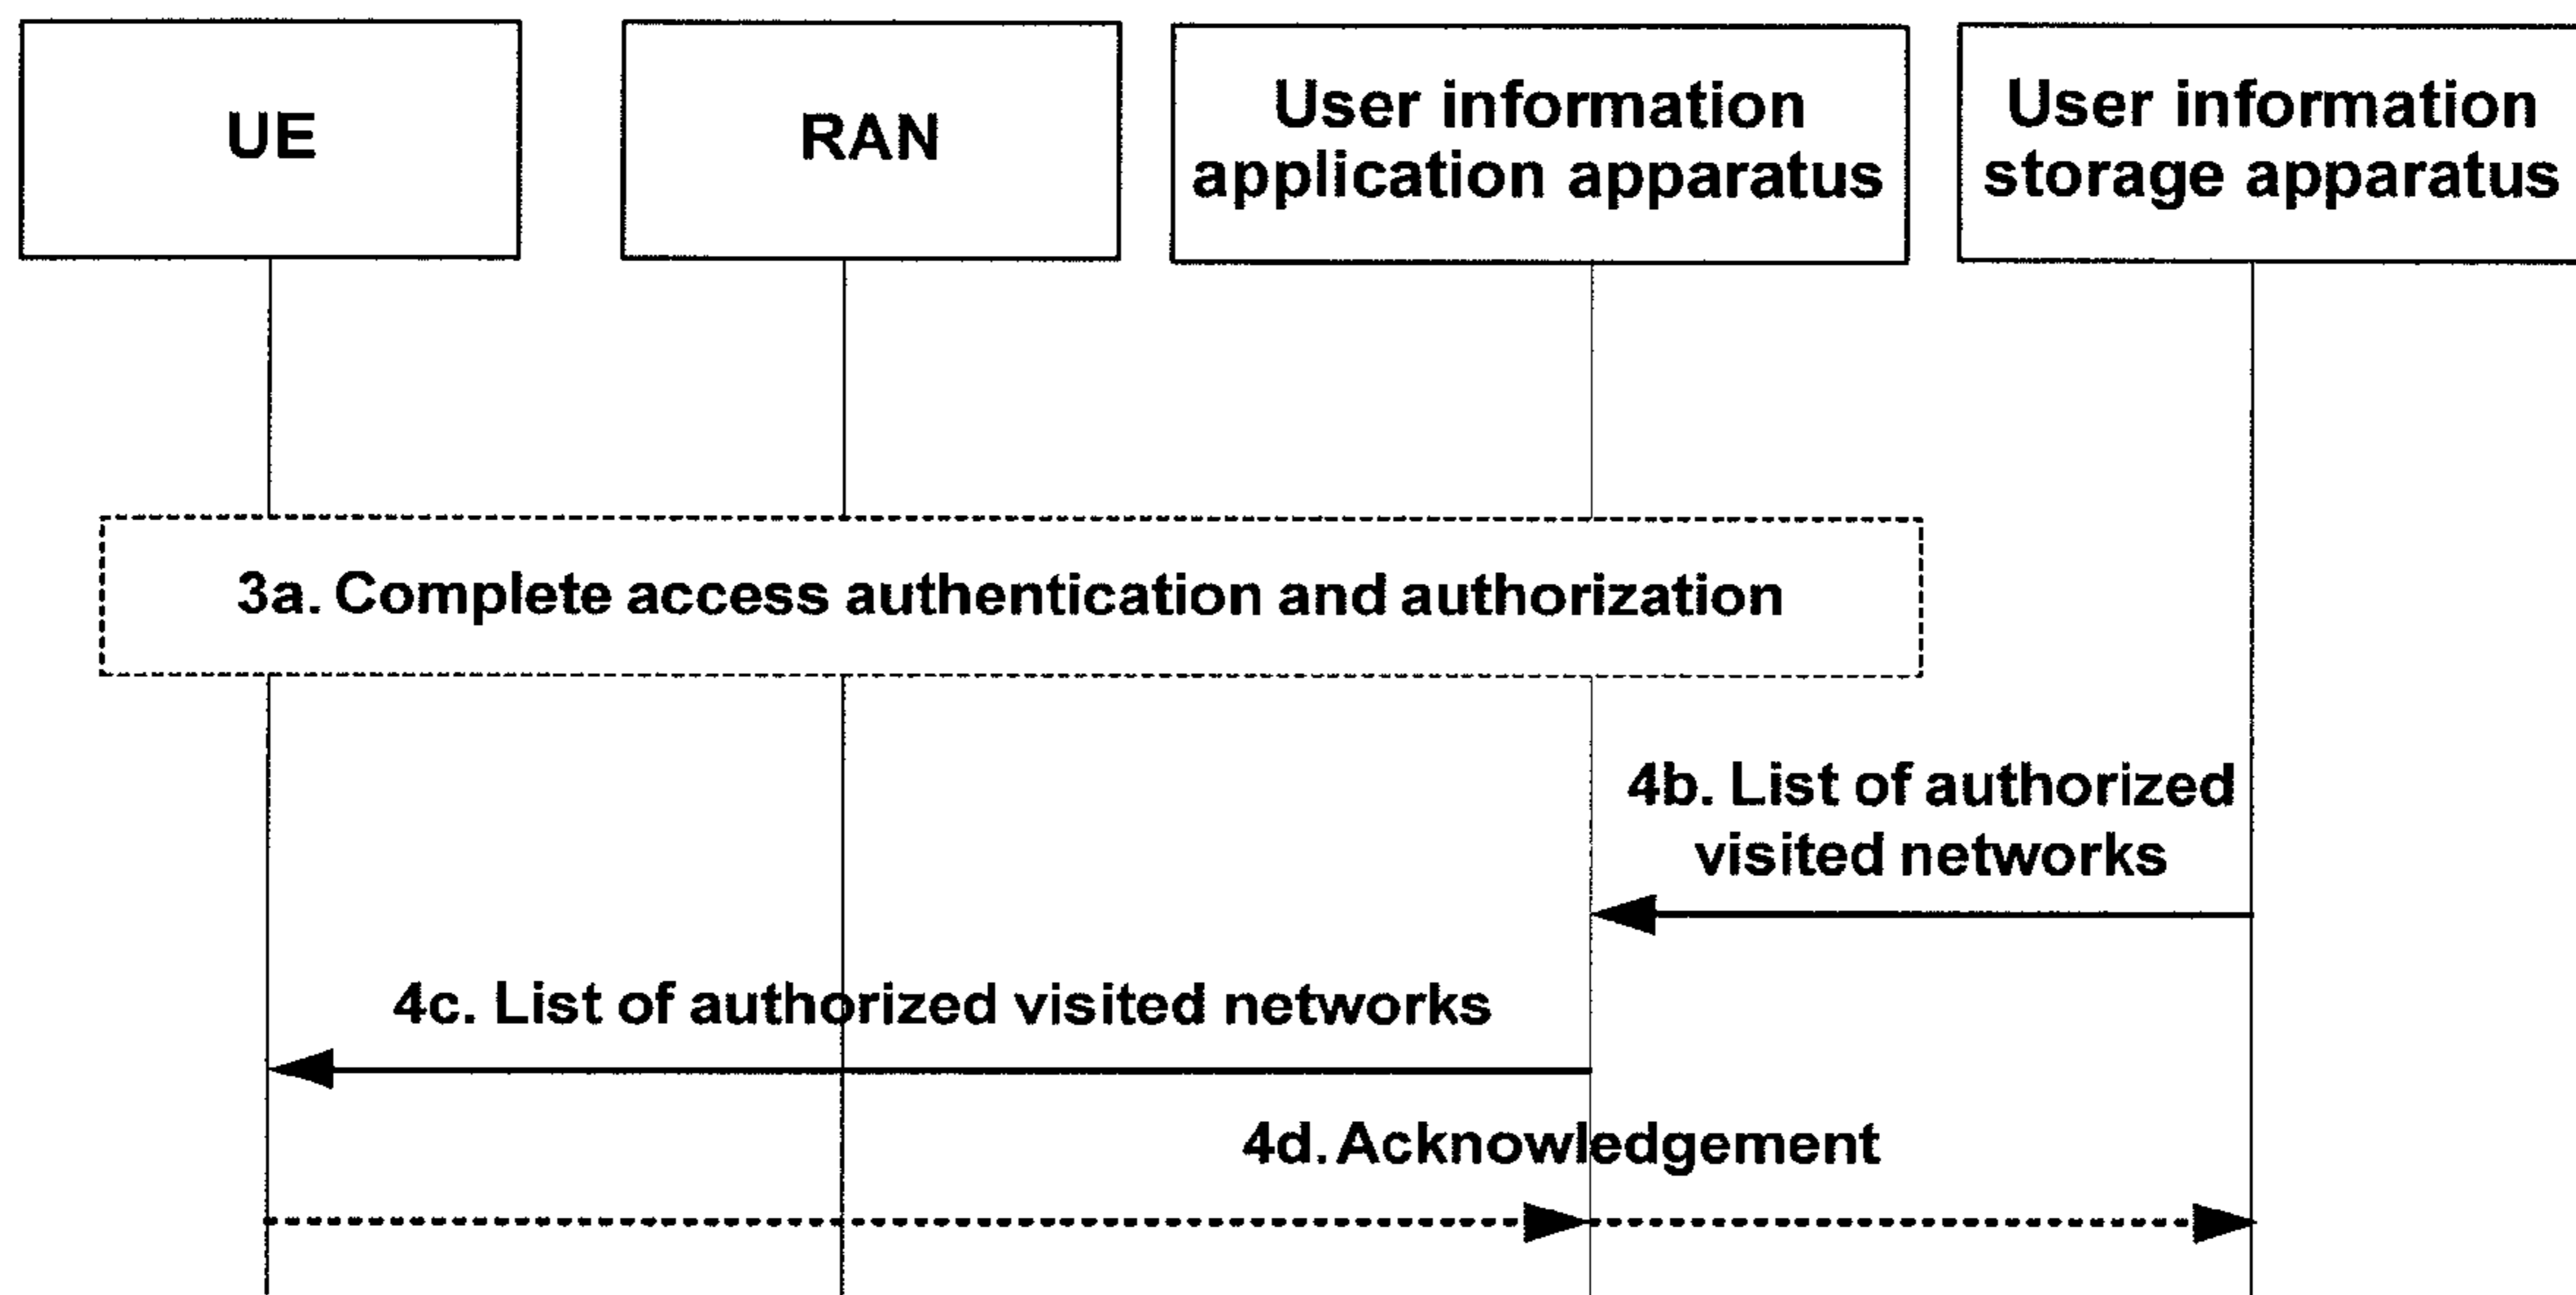 UE
RAN
User information
application apparatus
User information
storage apparatus
3a. Complete access authentication and authorization
4b. List of authorized
visited networks
4c. List of authorized visited networks
4d. Acknowledgement